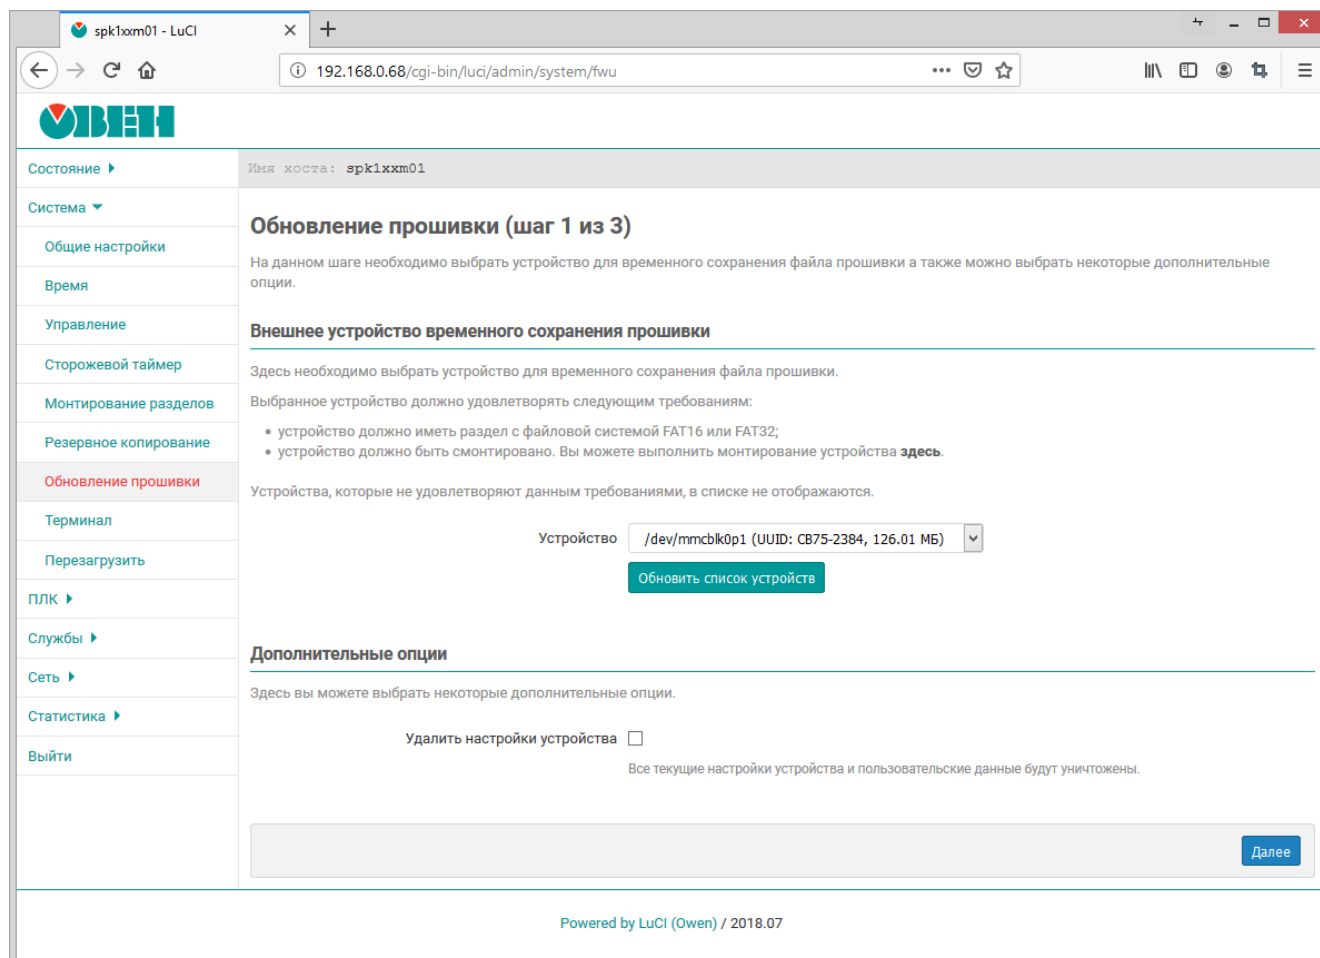 spk1xxm01 - LuCI
192.168.0.68/cgi-bin/luci/admin/system/fwu
ОВЕН
Имя хоста: spk1xxm01
Состояние
Система
Общие настройки
Время
Управление
Сторожевой таймер
Монтирование разделов
Резервное копирование
Обновление прошивки
Терминал
Перезагрузить
ПЛК
Службы
Сеть
Статистика
Выйти
Обновление прошивки (шаг 1 из 3)
На данном шаге необходимо выбрать устройство для временного сохранения файла прошивки а также можно выбрать некоторые дополнительные
опции.
Внешнее устройство временного сохранения прошивки
Здесь необходимо выбрать устройство для временного сохранения файла прошивки.
Выбранное устройство должно удовлетворять следующим требованиям:
• устройство должно иметь раздел с файловой системой FAT16 или FAT32;
• устройство должно быть смонтировано. Вы можете выполнить монтирование устройства здесь.
Устройства, которые не удовлетворяют данным требованиями, в списке не отображаются.
Устройство /dev/mmcblk0p1 (UUID: CB75-2384, 126.01 МБ)
Обновить список устройств
Дополнительные опции
Здесь вы можете выбрать некоторые дополнительные опции.
Удалить настройки устройства
Все текущие настройки устройства и пользовательские данные будут уничтожены.
Далее
Powered by LuCI (Owen) / 2018.07